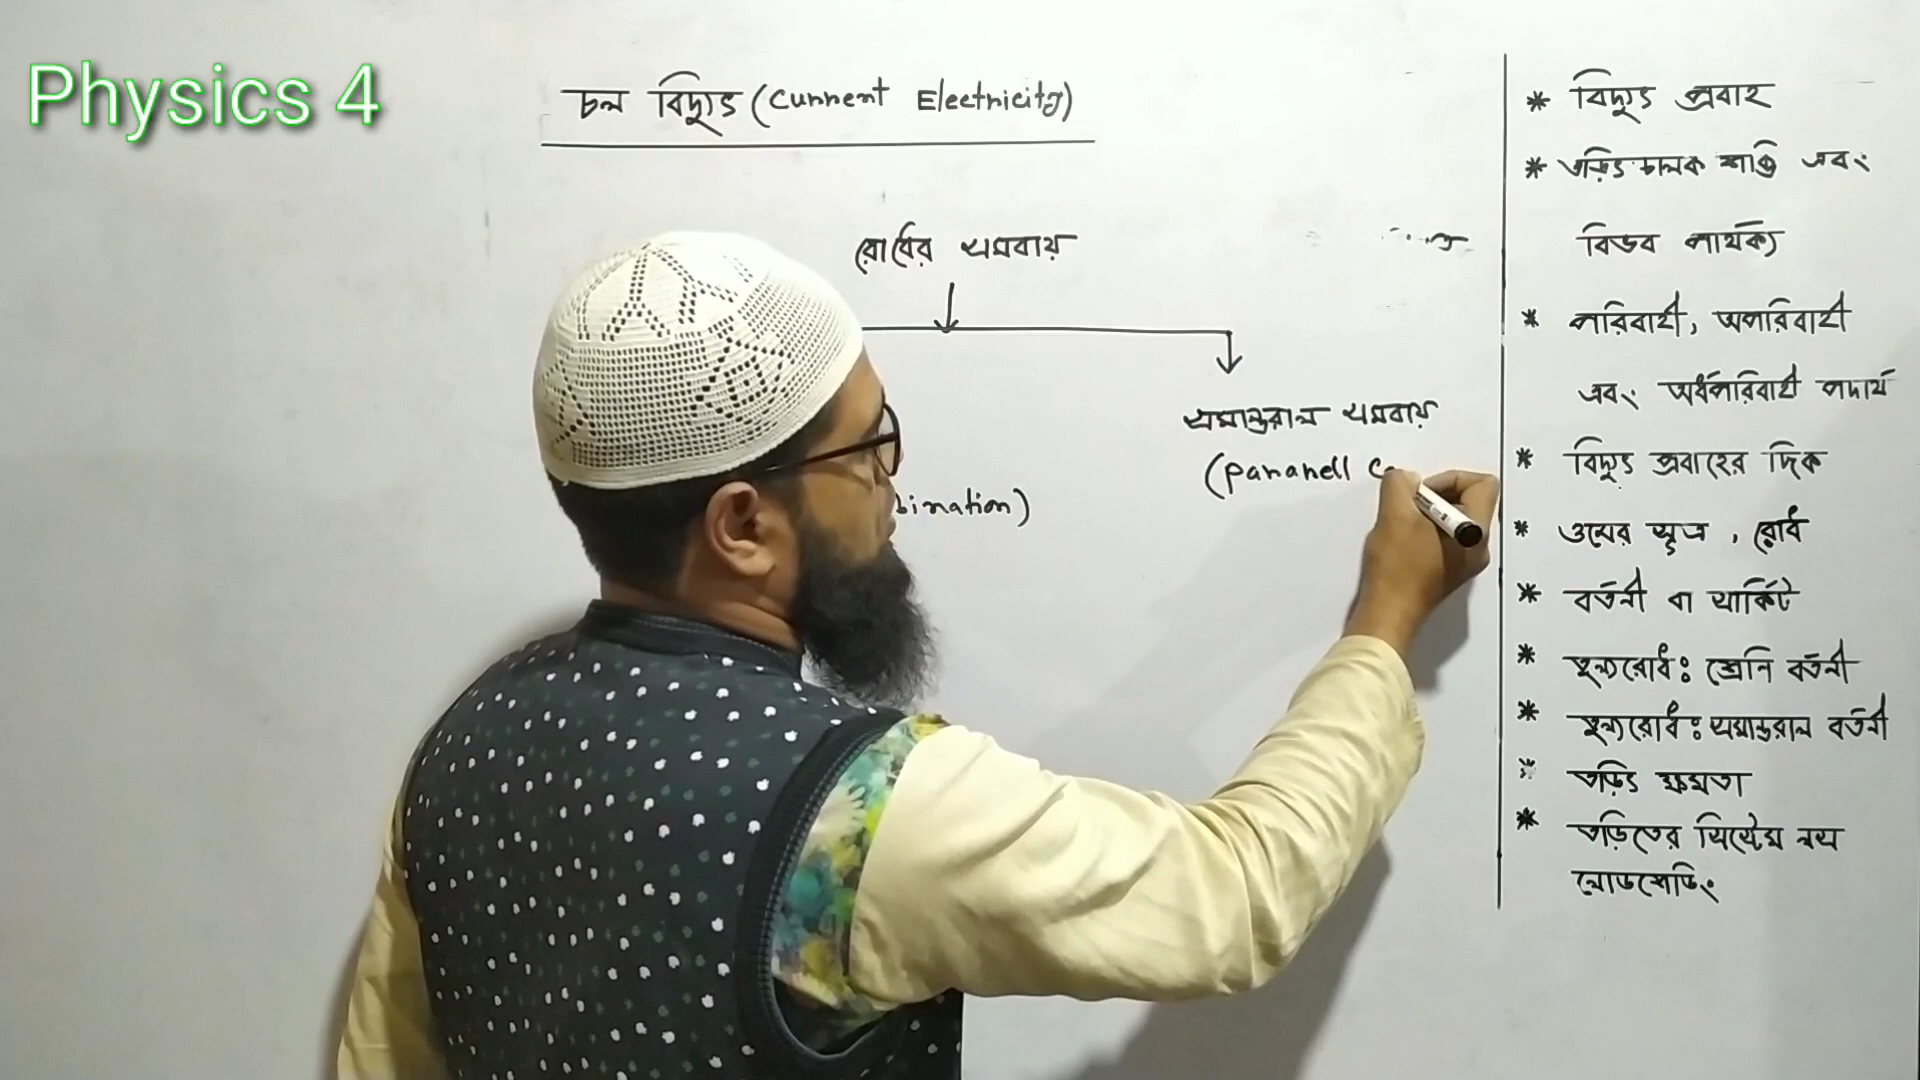 Physics 4
চল বিদ্যুৎ (Current Electricity)
রোধের সমবায়
bination)
সমান্তরাল সমবায়
(pararell C
* বিদ্যুৎ প্রবাহ
* তড়িৎ চালক শক্তি এবং
বিভব পার্থক্য
* পরিবাহী, অপরিবাহী
এবং অর্ধপরিবাহী পদার্থ
* বিদ্যুৎ প্রবাহের দিক
* ওমের সূত্র, রোধ
* বর্তনী বা সার্কিট
* তুল্যরোধ: শ্রেনি বর্তনী
* তুল্যরোধ: সমান্তরাল বর্তনী
* তড়িৎ ক্ষমতা
* তড়িতের সিস্টেম লস
লোডশেডিং